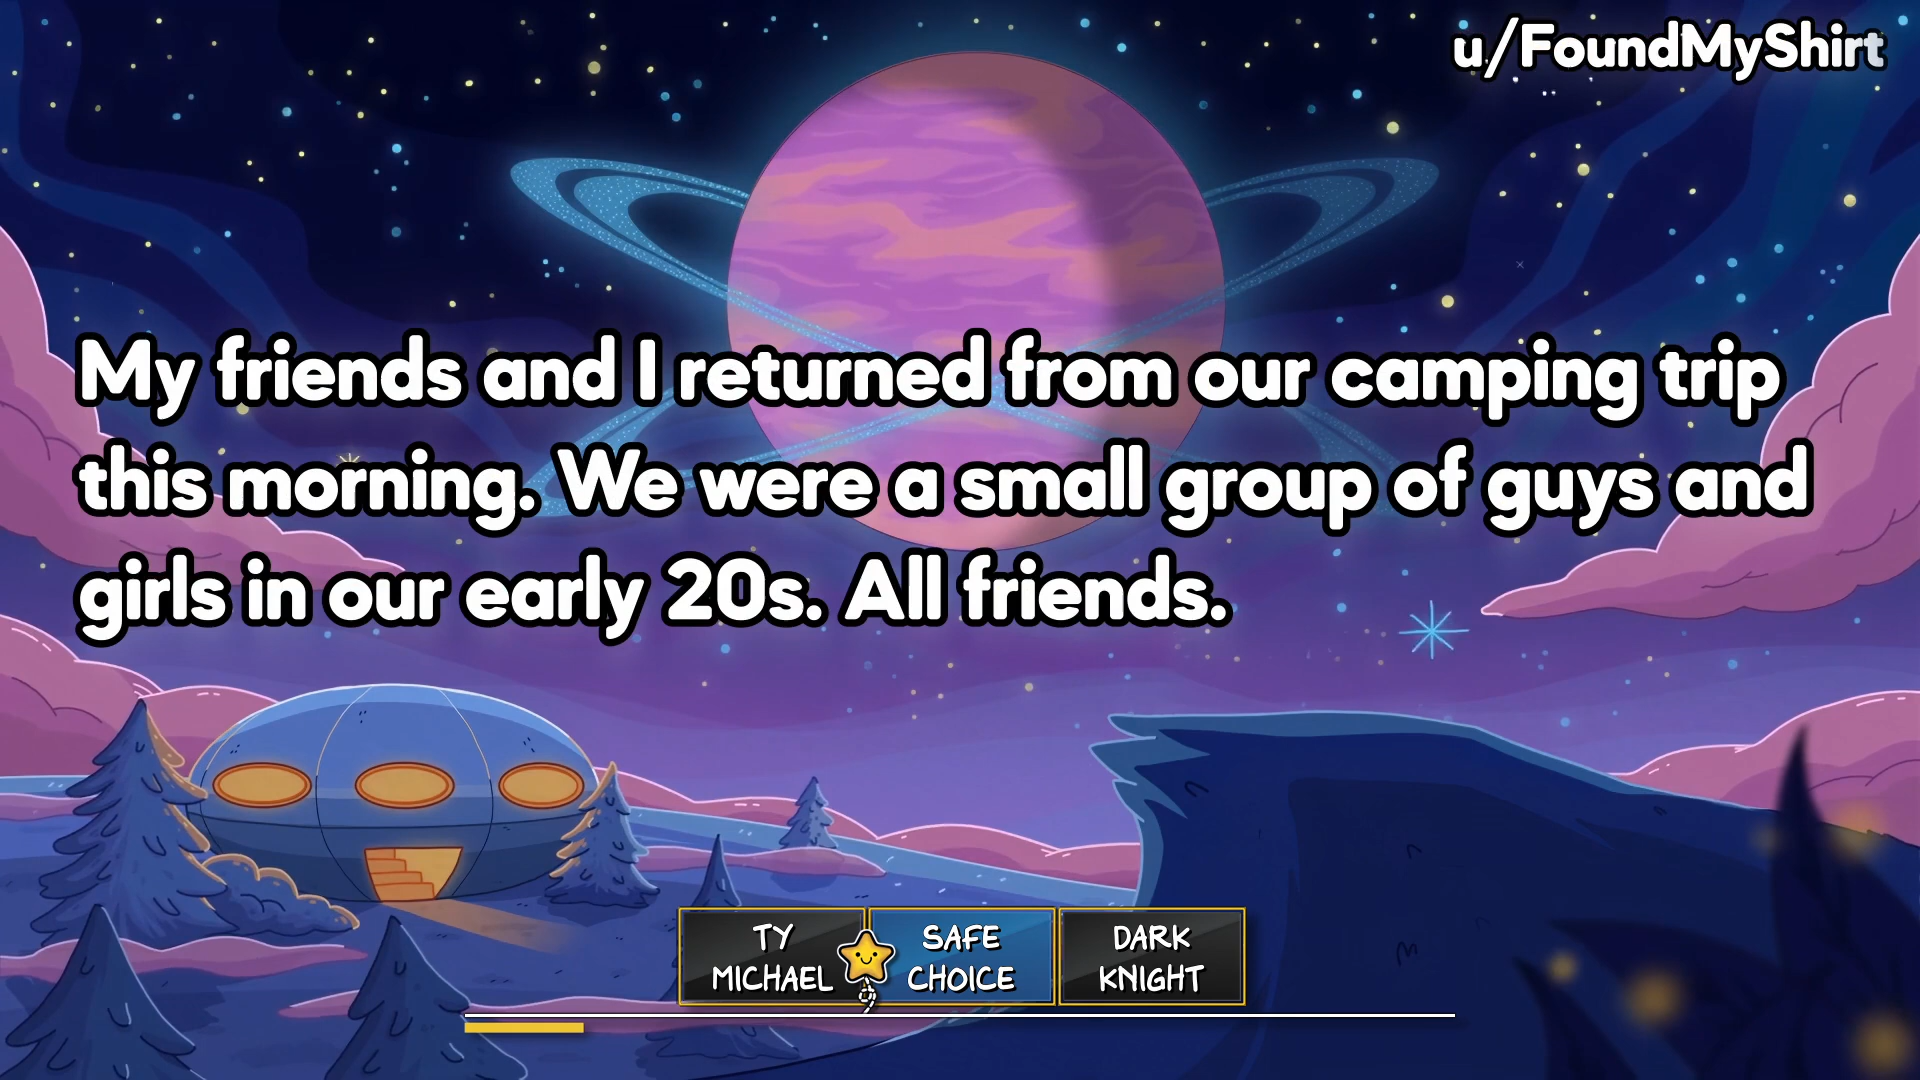 u/FoundMyShirt
My friends and I returned from our camping trip
this morning. We were a small group of guys and
girls in our early 20s. All friends.
TY
MICHAEL
SAFE
CHOICE
DARK
KNIGHT